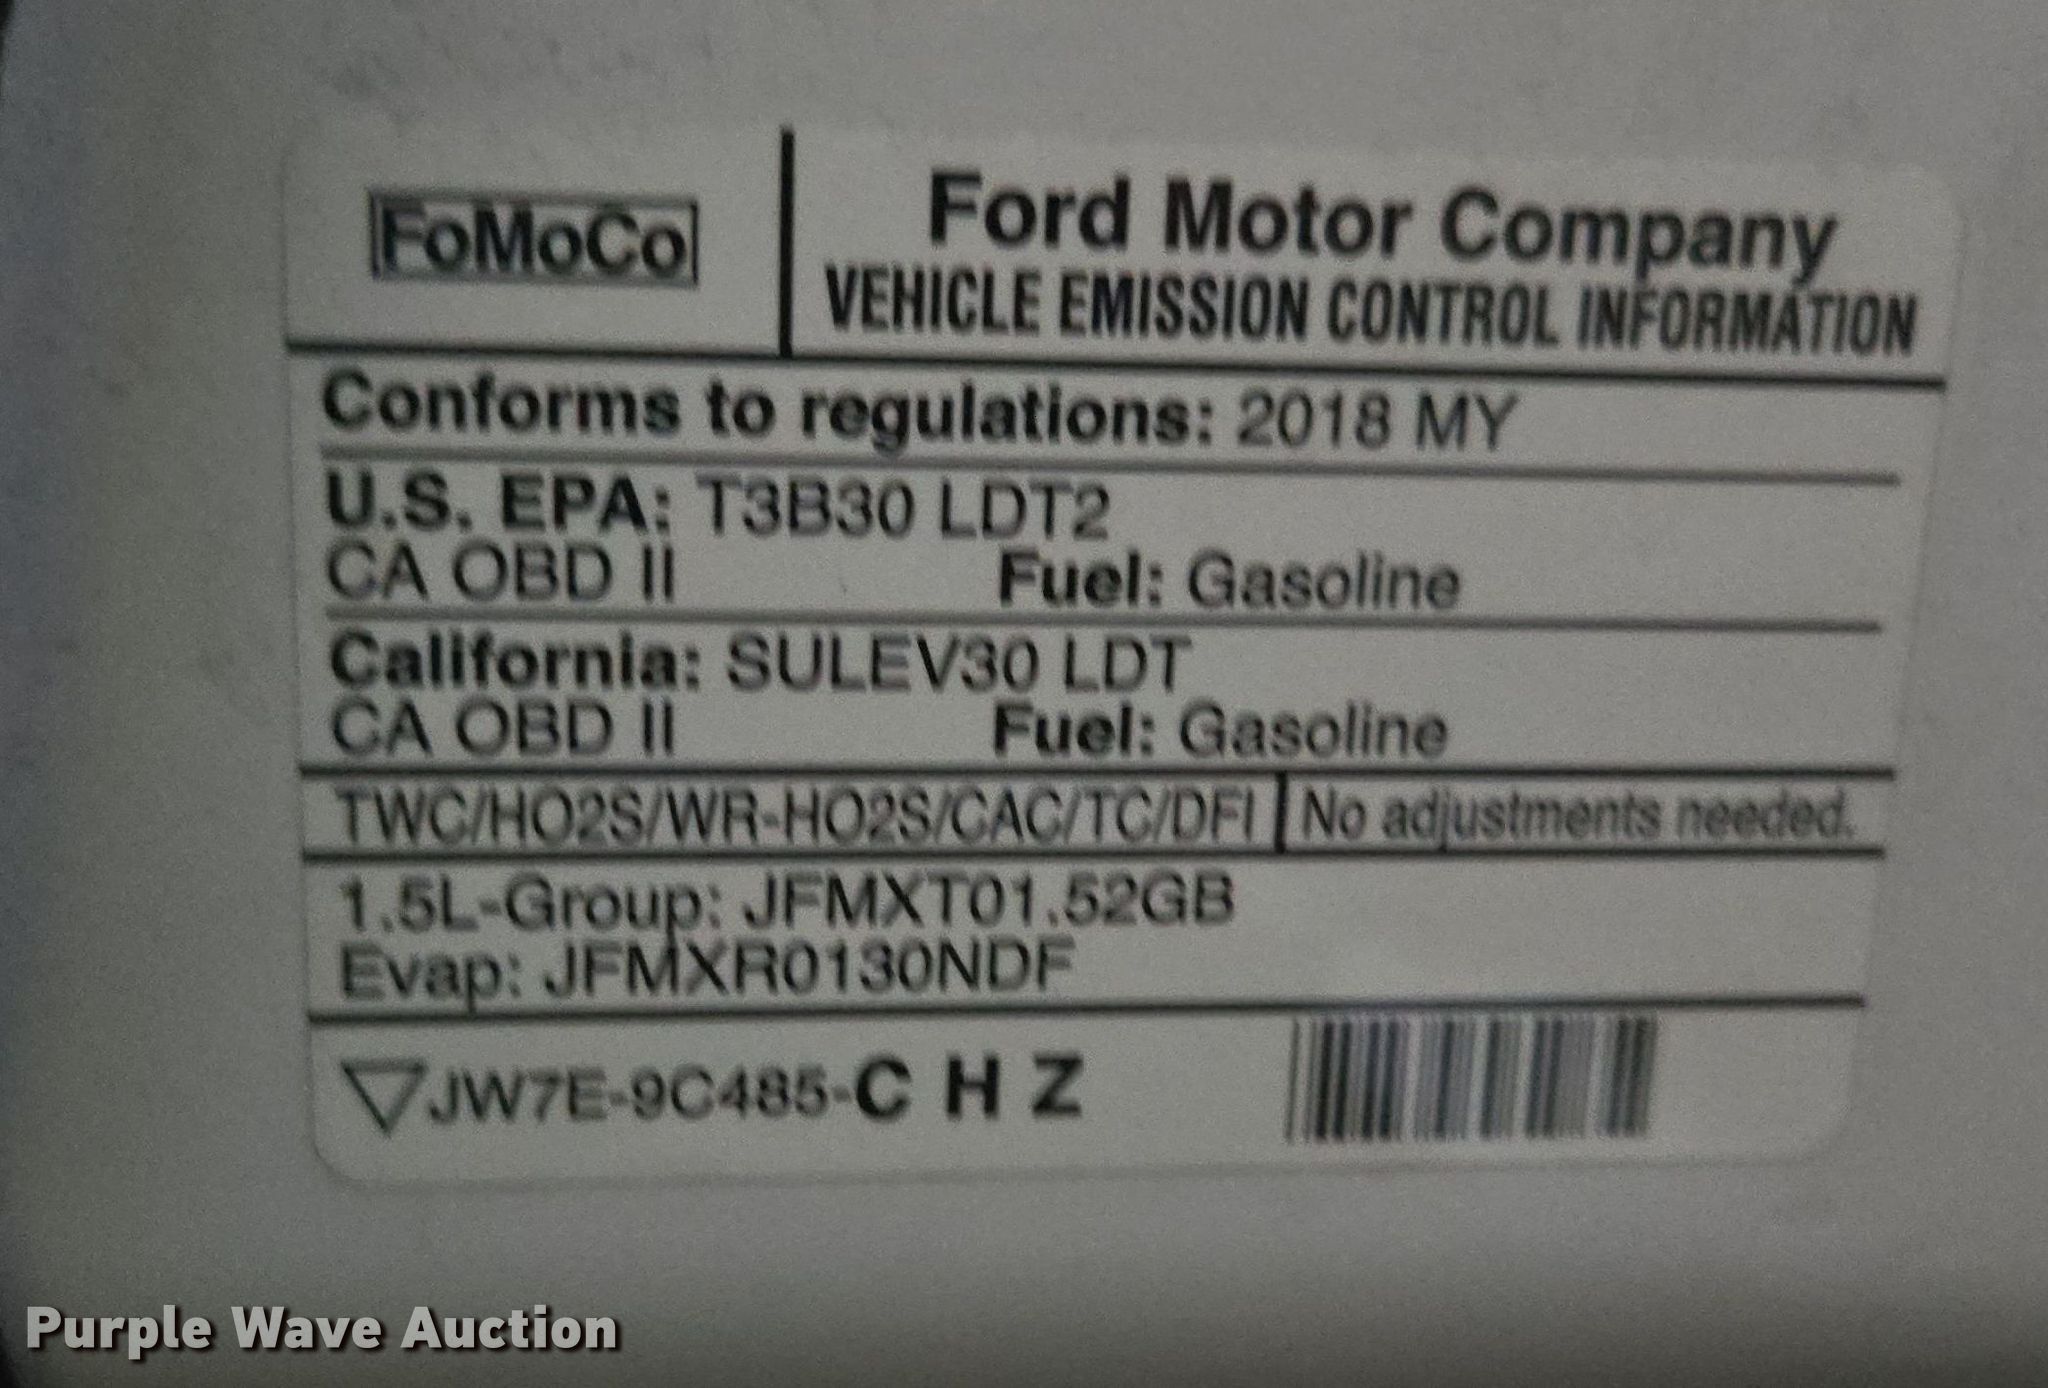 FoMoCo
Ford Motor Company
VEHICLE EMISSION CONTROL INFORMATION
Conforms to regulations: 2018 MY
U.S. EPA: T3B30 LDT2
CA OBD II Fuel: Gasoline
California: SULEV30 LDT
CA OBD II Fuel: Gasoline
TWC/HO2S/WR-HO2S/CAC/TC/DFI No adjustments needed.
1.5L-Group: JFMXT01.52GB
Evap: JFMXR0130NDF
JW7E-9C485-C H Z
Purple Wave Auction